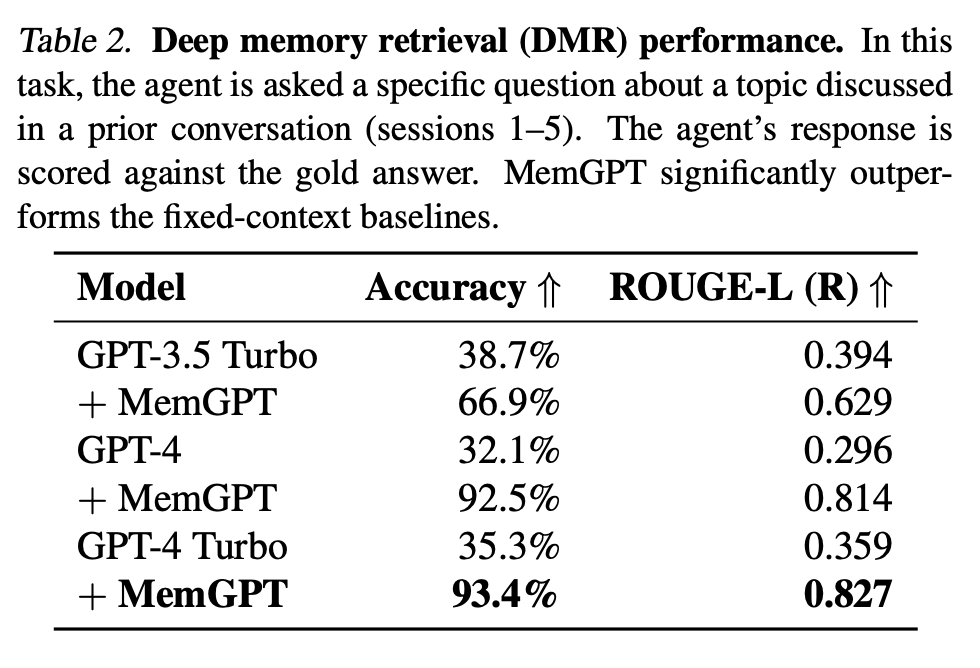 Table 2. Deep memory retrieval (DMR) performance. In this
task, the agent is asked a specific question about a topic discussed
in a prior conversation (sessions 1–5). The agent's response is
scored against the gold answer. MemGPT significantly outper-
forms the fixed-context baselines.
Model Accuracy ⇑ ROUGE-L (R) ⇑
GPT-3.5 Turbo 38.7% 0.394
+ MemGPT 66.9% 0.629
GPT-4 32.1% 0.296
+ MemGPT 92.5% 0.814
GPT-4 Turbo 35.3% 0.359
+ MemGPT 93.4% 0.827